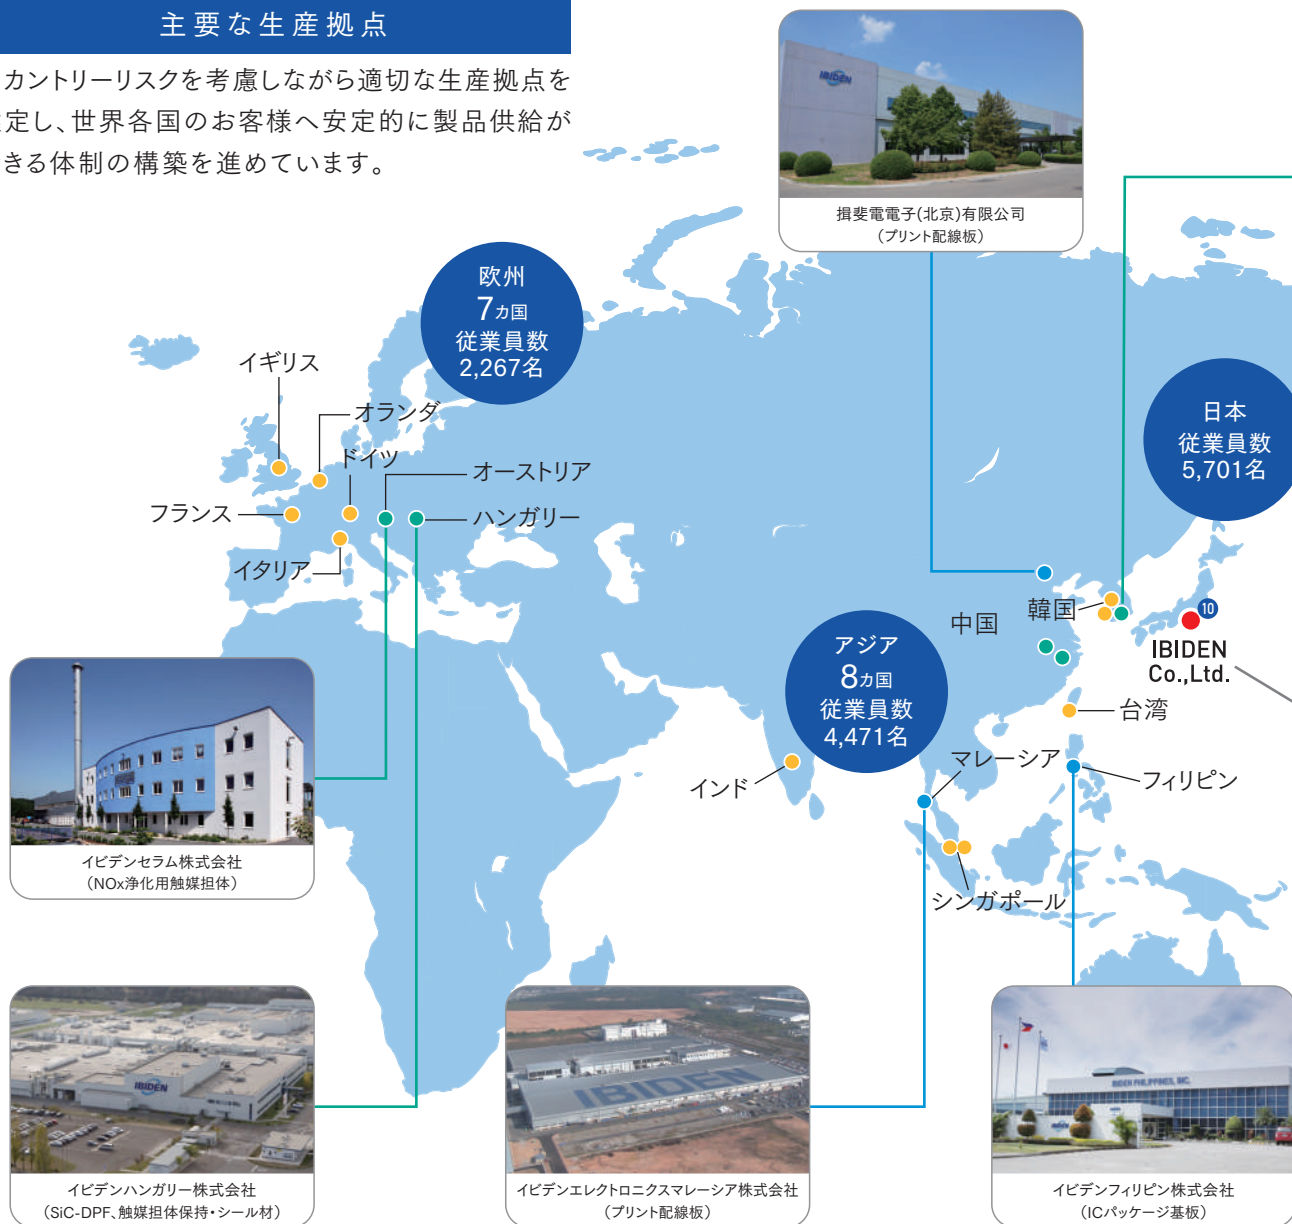 主要な生産拠点
カントリーリスクを考慮しながら適切な生産拠点を
定し、世界各国のお客様へ安定的に製品供給が
きる体制の構築を進めています。
IBIDEN
揖斐電電子(北京)有限公司
(プリント配線板)
欧州
7カ国
従業員数
2,267名
イギリス
オランダ
ドイツ
オーストリア
フランス
ハンガリー
イタリア
日本
従業員数
5,701名
中国
韓国
10
IBIDEN
Co.,Ltd.
アジア
8カ国
従業員数
4,471名
台湾
インド
マレーシア
フィリピン
シンガポール
イビデンセラム株式会社
(NOx浄化用触媒担体)
IBIDEN
イビデンハンガリー株式会社
(SiC-DPF、触媒担体保持・シール材)
IBIDEN
イビデンエレクトロニクスマレーシア株式会社
(プリント配線板)
IBIDEN PHILIPPINES, INC.
IBIDEN
イビデンフィリピン株式会社
(ICパッケージ基板)